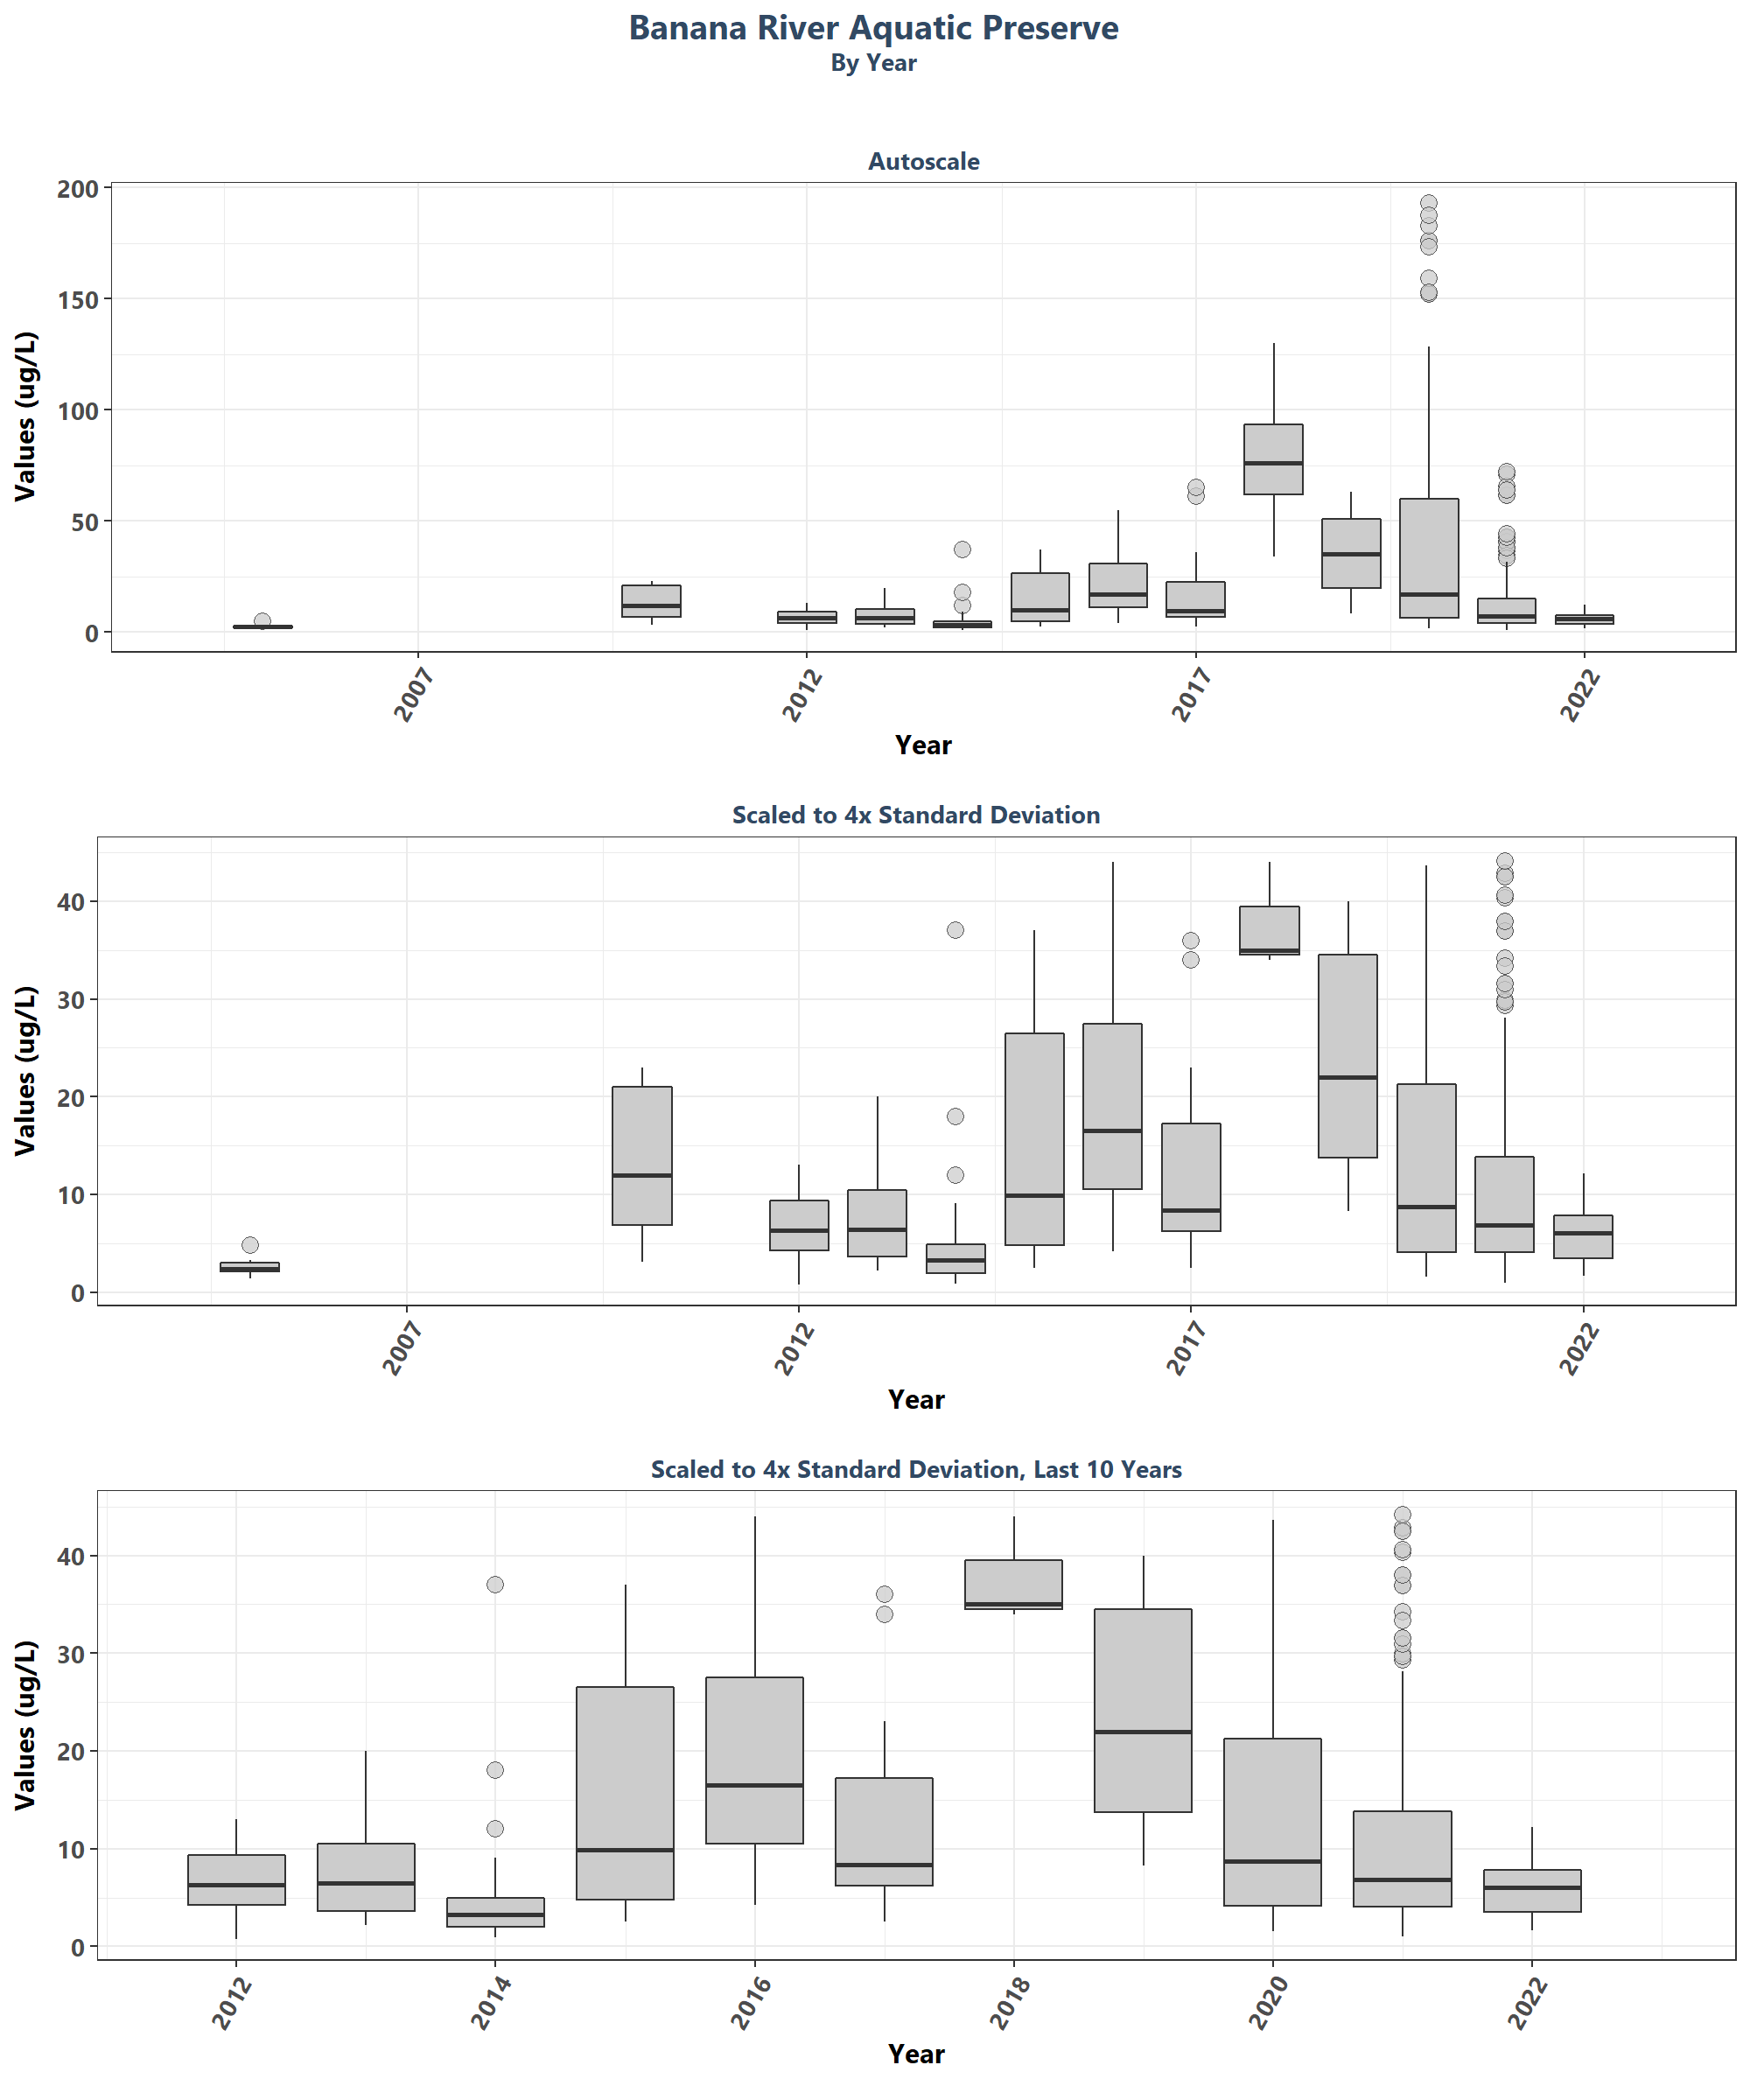 Banana River Aquatic Preserve
By Year
Autoscale
Values (ug/L)
200
150
100
50
0
2007
2012
2017
2022
Year
Scaled to 4x Standard Deviation
Values (ug/L)
40
30
20
10
0
2007
2012
2017
2022
Year
Scaled to 4x Standard Deviation, Last 10 Years
Values (ug/L)
40
30
20
10
0
2012
2014
2016
2018
2020
2022
Year